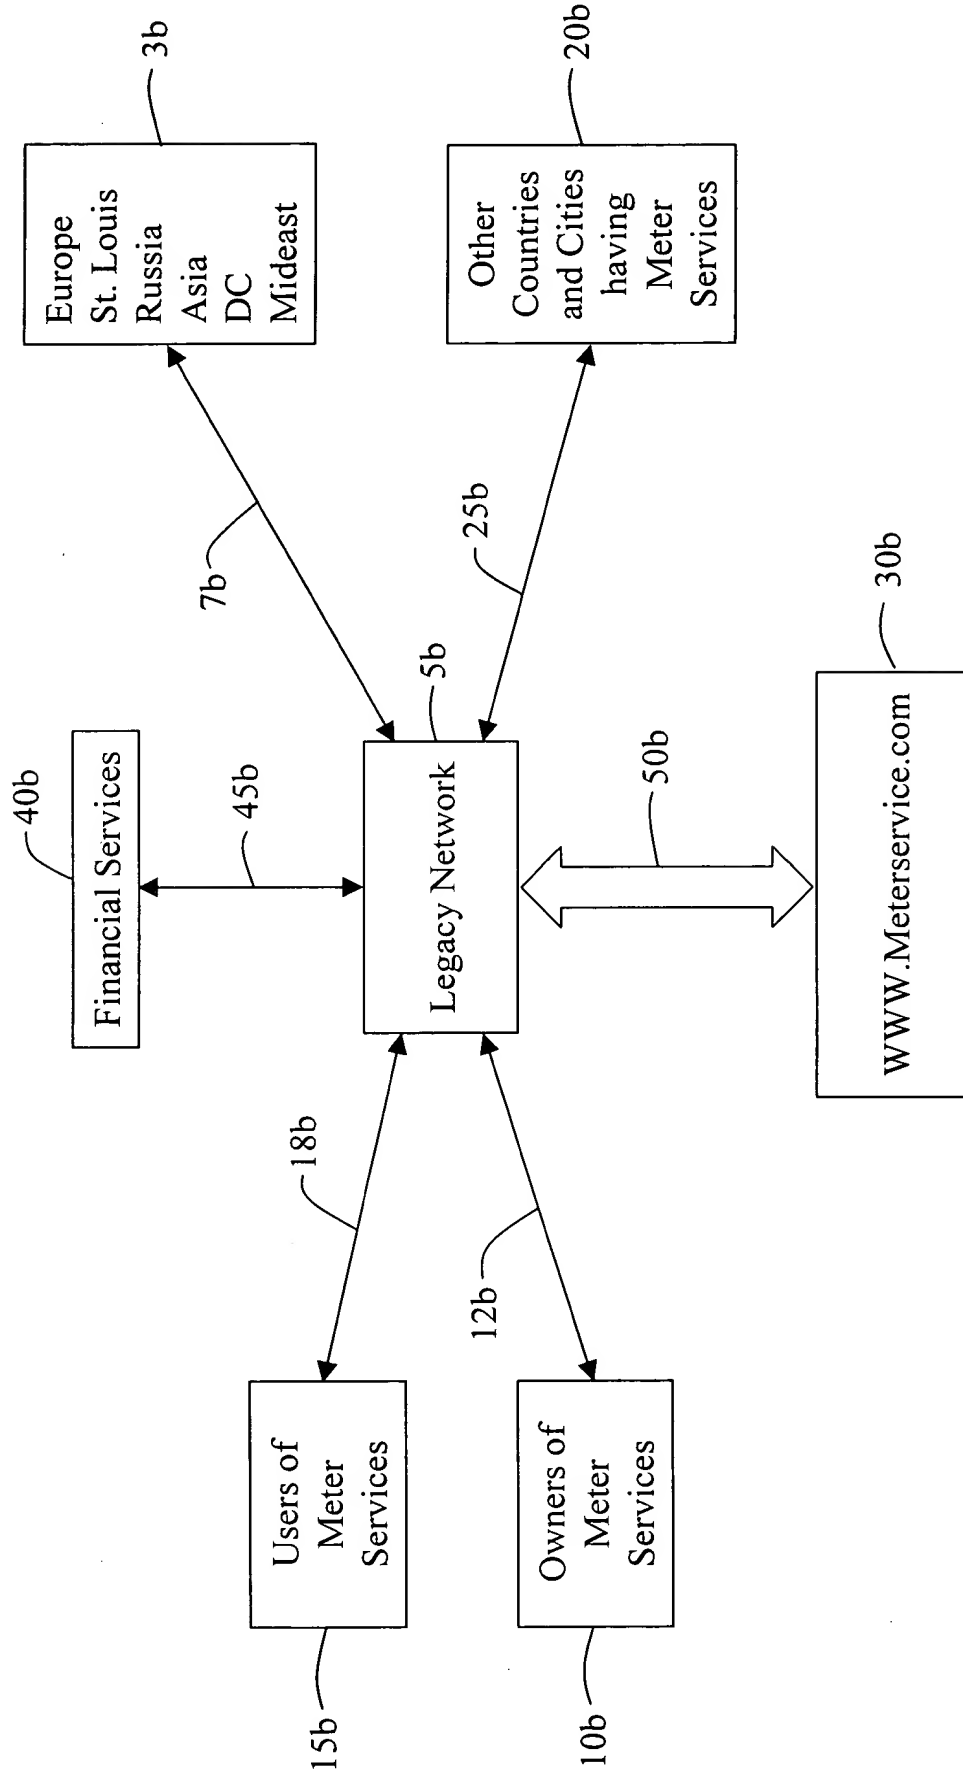 40b
Financial Services
45b
15b
Users of
Meter
Services
18b
7b
3b
Europe
St. Louis
Russia
Asia
DC
Mideast
5b
Legacy Network
10b
Owners of
Meter
Services
12b
25b
20b
Other
Countries
and Cities
having
Meter
Services
50b
30b
WWW.Meterservice.com